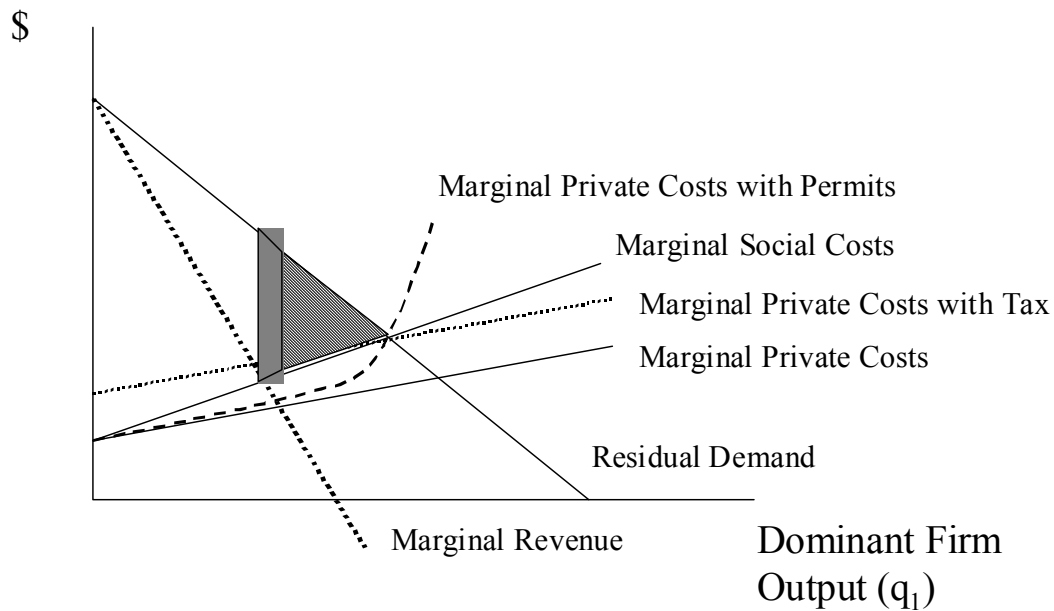 $
Marginal Private Costs with Permits
Marginal Social Costs
Marginal Private Costs with Tax
Marginal Private Costs
Residual Demand
Marginal Revenue
Dominant Firm
Output (q₁)